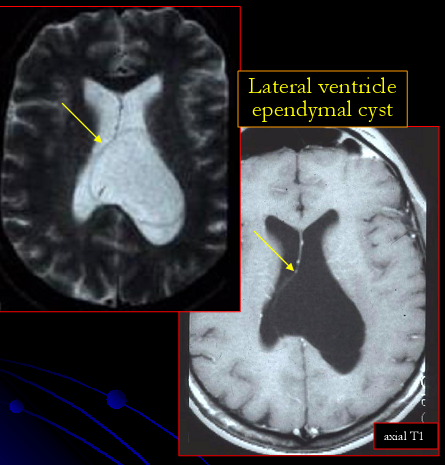 Lateral ventricle
ependymal cyst
axial T1